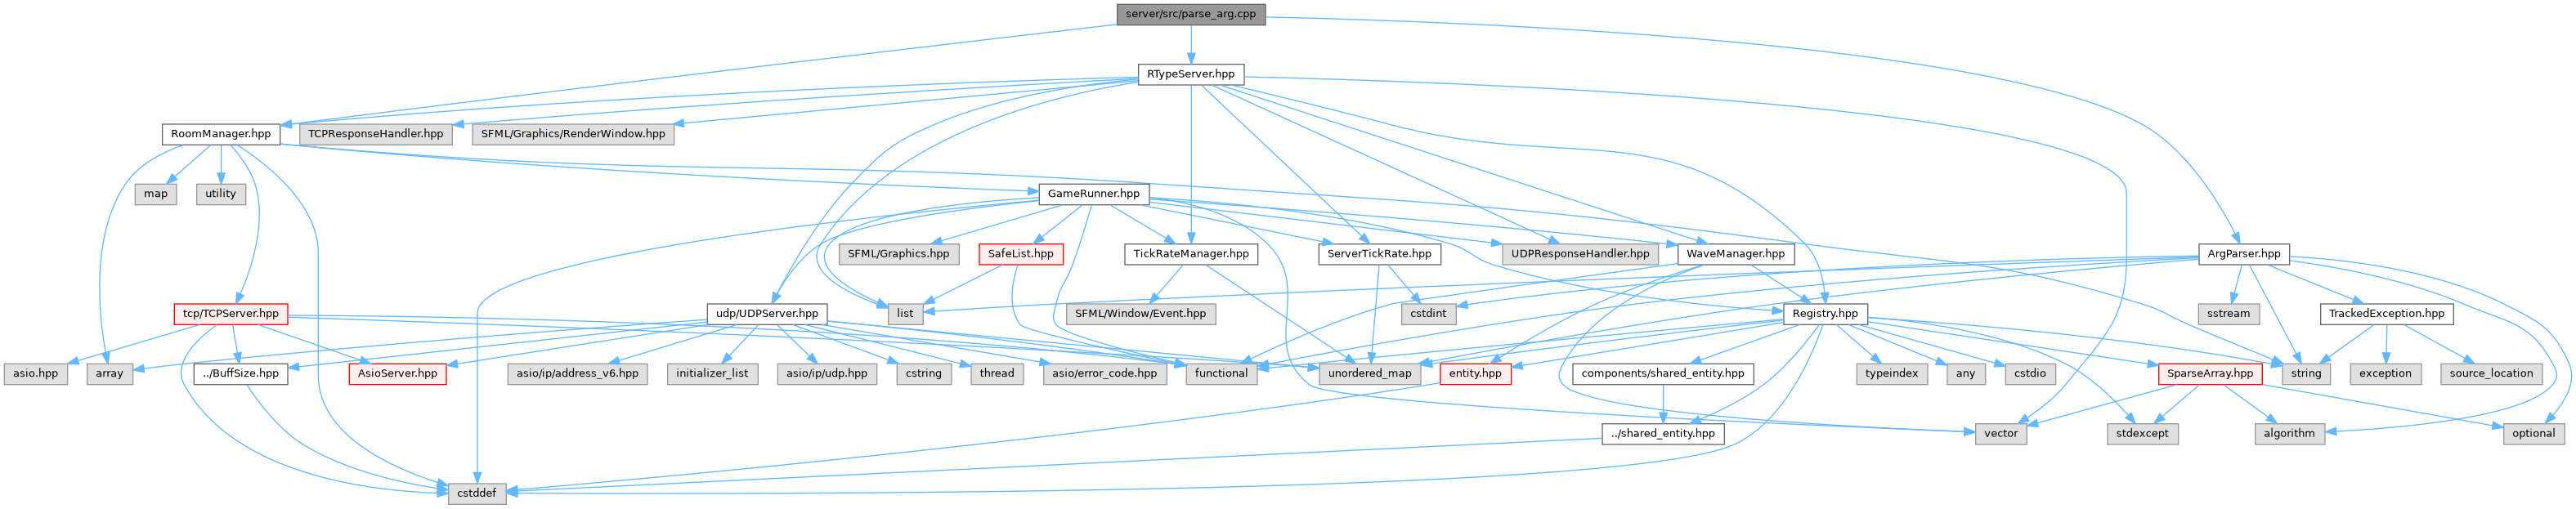 server/src/parse_arg.cpp
RTypeServer.hpp
RoomManager.hpp
TCPResponseHandler.hpp
SFML/Graphics/RenderWindow.hpp
map
utility
GameRunner.hpp
SFML/Graphics.hpp
SafeList.hpp
TickRateManager.hpp
ServerTickRate.hpp
UDPResponseHandler.hpp
WaveManager.hpp
ArgParser.hpp
tcp/TCPServer.hpp
udp/UDPServer.hpp
list
SFML/Window/Event.hpp
cstdint
Registry.hpp
sstream
TrackedException.hpp
asio.hpp
array
../BuffSize.hpp
AsioServer.hpp
asio/ip/address_v6.hpp
initializer_list
asio/ip/udp.hpp
cstring
thread
asio/error_code.hpp
functional
unordered_map
entity.hpp
components/shared_entity.hpp
typeindex
any
cstdio
SparseArray.hpp
string
exception
source_location
../shared_entity.hpp
vector
stdexcept
algorithm
optional
cstddef